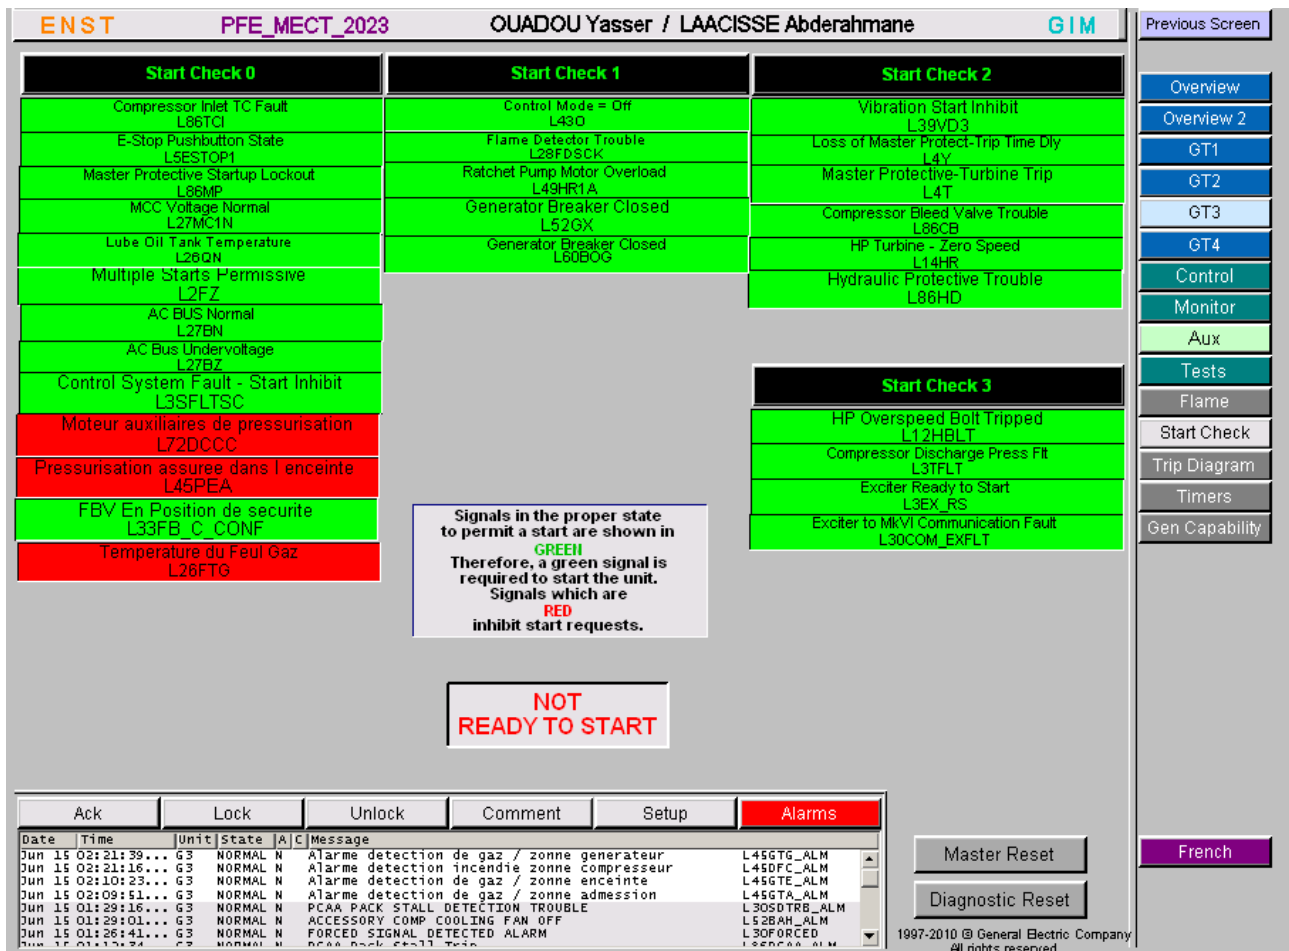 ENST PFE_MECT_2023 OUADOU Yasser / LAACISSE Abderahmane GIM
Previous Screen
Start Check 0
Compressor Inlet TC Fault
L86TCI
E-Stop Pushbutton State
L5ESTOP1
Master Protective Startup Lockout
L86MP
MCC Voltage Normal
L27MC1N
Lube Oil Tank Temperature
L26QN
Multiple Starts Permissive
L2FZ
AC BUS Normal
L27BN
AC Bus Undervoltage
L27BZ
Control System Fault - Start Inhibit
L3SFLTSC
Moteur auxiliaires de pressurisation
L72DCCC
Pressurisation assuree dans l enceinte
L45PEA
FBV En Position de securite
L33FB_C_CONF
Temperature du Feul Gaz
L26FTG
Start Check 1
Control Mode = Off
L43O
Flame Detector Trouble
L28FDSCK
Ratchet Pump Motor Overload
L49HR1A
Generator Breaker Closed
L52GX
Generator Breaker Closed
L60BOG
Start Check 2
Vibration Start Inhibit
L39VD3
Loss of Master Protect-Trip Time Dly
L4Y
Master Protective-Turbine Trip
L4T
Compressor Bleed Valve Trouble
L86CB
HP Turbine - Zero Speed
L14HR
Hydraulic Protective Trouble
L86HD
Start Check 3
HP Overspeed Bolt Tripped
L12HBLT
Compressor Discharge Press Flt
L3TFLT
Exciter Ready to Start
L3EX_RS
Exciter to MkVI Communication Fault
L30COM_EXFLT
Signals in the proper state
to permit a start are shown in
GREEN
Therefore, a green signal is
required to start the unit.
Signals which are
RED
inhibit start requests.
NOT
READY TO START
Overview
Overview 2
GT1
GT2
GT3
GT4
Control
Monitor
Aux
Tests
Flame
Start Check
Trip Diagram
Timers
Gen Capability
French
Ack Lock Unlock Comment Setup Alarms
Date Time Unit State A C Message
Jun 15 02:21:39... G3 NORMAL N Alarme detection de gaz / zonne generateur L45GTG_ALM
Jun 15 02:21:16... G3 NORMAL N Alarme detection incendie zonne compresseur L45DFC_ALM
Jun 15 02:10:23... G3 NORMAL N Alarme detection de gaz / zonne enceinte L45GTE_ALM
Jun 15 02:09:51... G3 NORMAL N Alarme detection de gaz / zonne admession L45GTA_ALM
Jun 15 01:29:16... G3 NORMAL N PCAA PACK STALL DETECTION TROUBLE L30SDTRB_ALM
Jun 15 01:29:01... G3 NORMAL N ACCESSORY COMP COOLING FAN OFF L52BAH_ALM
Jun 15 01:26:41... G3 NORMAL N FORCED SIGNAL DETECTED ALARM L30FORCED
Jun 15 G3 NORMAL N PCAA Pack Stall Trip
Master Reset
Diagnostic Reset
1997-2010 © General Electric Company
All rights reserved